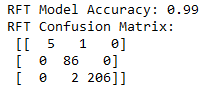 RFT Model Accuracy: 0.99
RFT Confusion Matrix:
[[  5   1   0]
[  0  86   0]
[  0   2 206]]